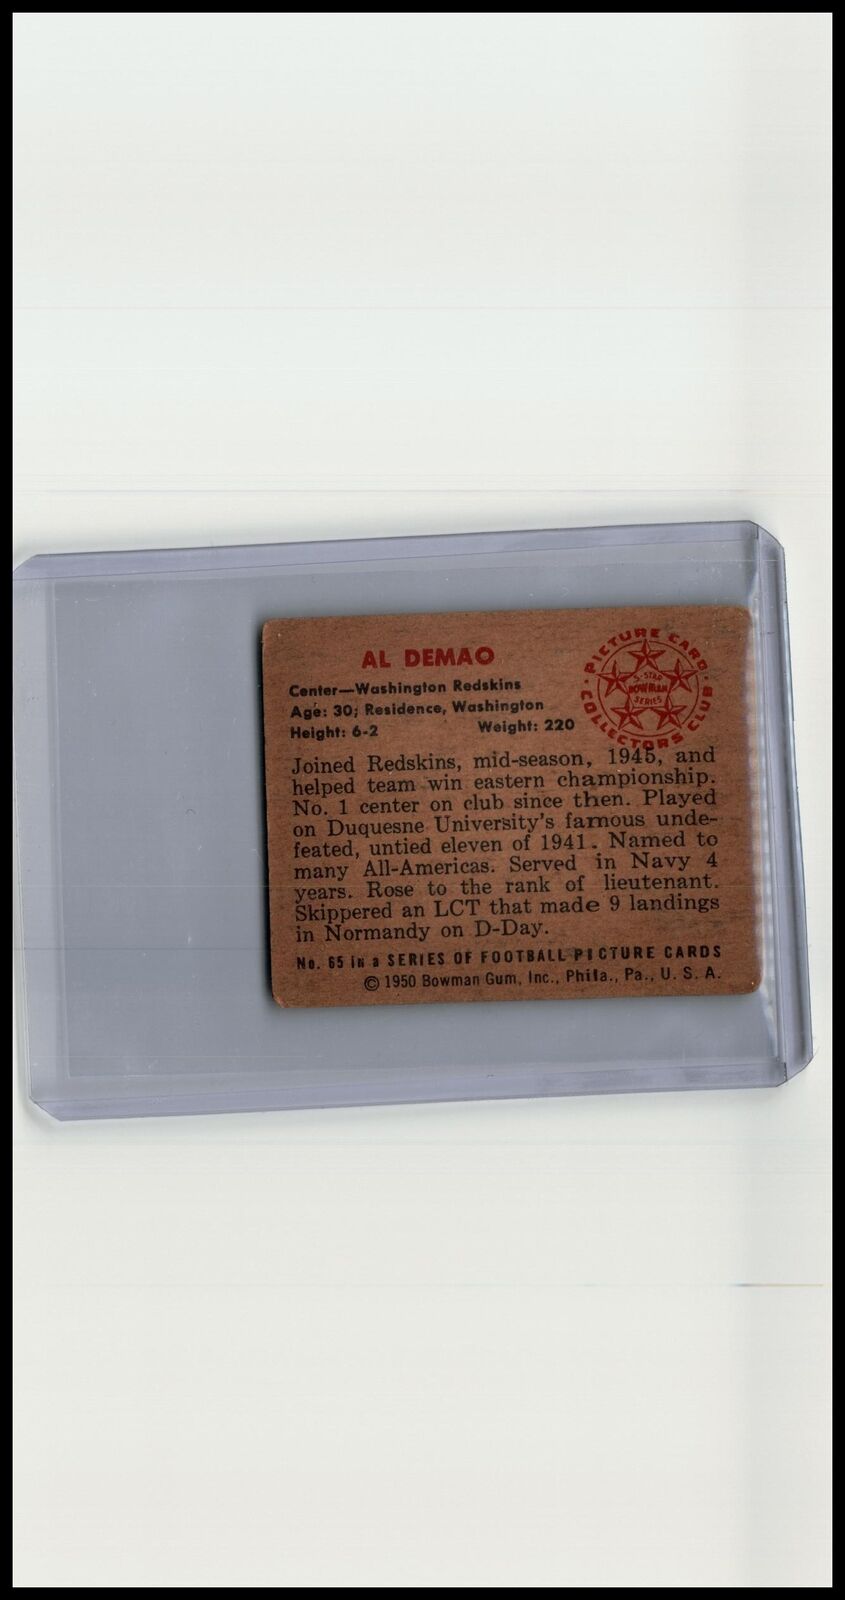 AL DEMAO
Center—Washington Redskins
Age: 30; Residence, Washington
Height: 6-2 Weight: 220
PICTURE CARD
COLLECTORS CLUB
5-STAR
BOWMAN
SERIES
Joined Redskins, mid-season, 1945, and
helped team win eastern championship.
No. 1 center on club since then. Played
on Duquesne University's famous unde-
feated, untied eleven of 1941. Named to
many All-Americas. Served in Navy 4
years. Rose to the rank of lieutenant.
Skippered an LCT that made 9 landings
in Normandy on D-Day.
No. 65 in a SERIES OF FOOTBALL PICTURE CARDS
© 1950 Bowman Gum, Inc., Phila., Pa., U. S. A.